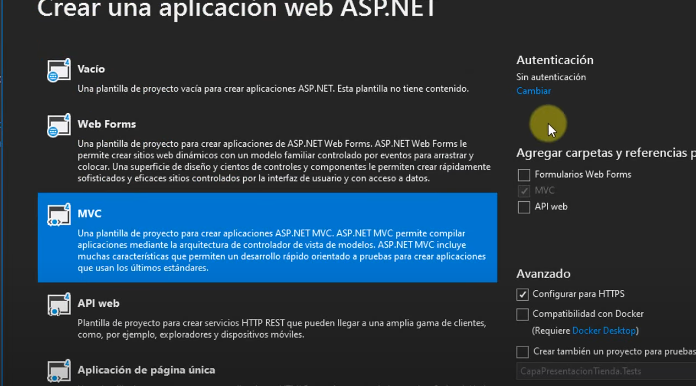 Crear una aplicación web ASP.NET
Vacío
Una plantilla de proyecto vacía para crear aplicaciones ASP.NET. Esta plantilla no tiene contenido.
Web Forms
Una plantilla de proyecto para crear aplicaciones de ASP.NET Web Forms. ASP.NET Web Forms le
permite crear sitios web dinámicos con un modelo familiar controlado por eventos para arrastrar y
colocar. Una superficie de diseño y cientos de controles y componentes le permiten crear rápidamente
sofisticados y eficaces sitios controlados por la interfaz de usuario y con acceso a datos.
MVC
Una plantilla de proyecto para crear aplicaciones ASP.NET MVC. ASP.NET MVC permite compilar
aplicaciones mediante la arquitectura de controlador de vista de modelos. ASP.NET MVC incluye
muchas características que permiten un desarrollo rápido orientado a pruebas para crear aplicaciones
que usan los últimos estándares.
API web
Plantilla de proyecto para crear servicios HTTP REST que pueden llegar a una amplia gama de clientes,
como, por ejemplo, exploradores y dispositivos móviles.
Aplicación de página única
Autenticación
Sin autenticación
Cambiar
Agregar carpetas y referencias p
Formularios Web Forms
MVC
API web
Avanzado
Configurar para HTTPS
Compatibilidad con Docker
(Requiere Docker Desktop)
Crear también un proyecto para pruebas
CapaPresentacionTienda.Tests